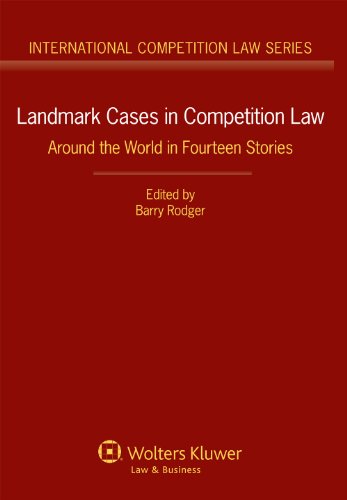 INTERNATIONAL COMPETITION LAW SERIES
Landmark Cases in Competition Law
Around the World in Fourteen Stories
Edited by
Barry Rodger
Wolters Kluwer
Law & Business